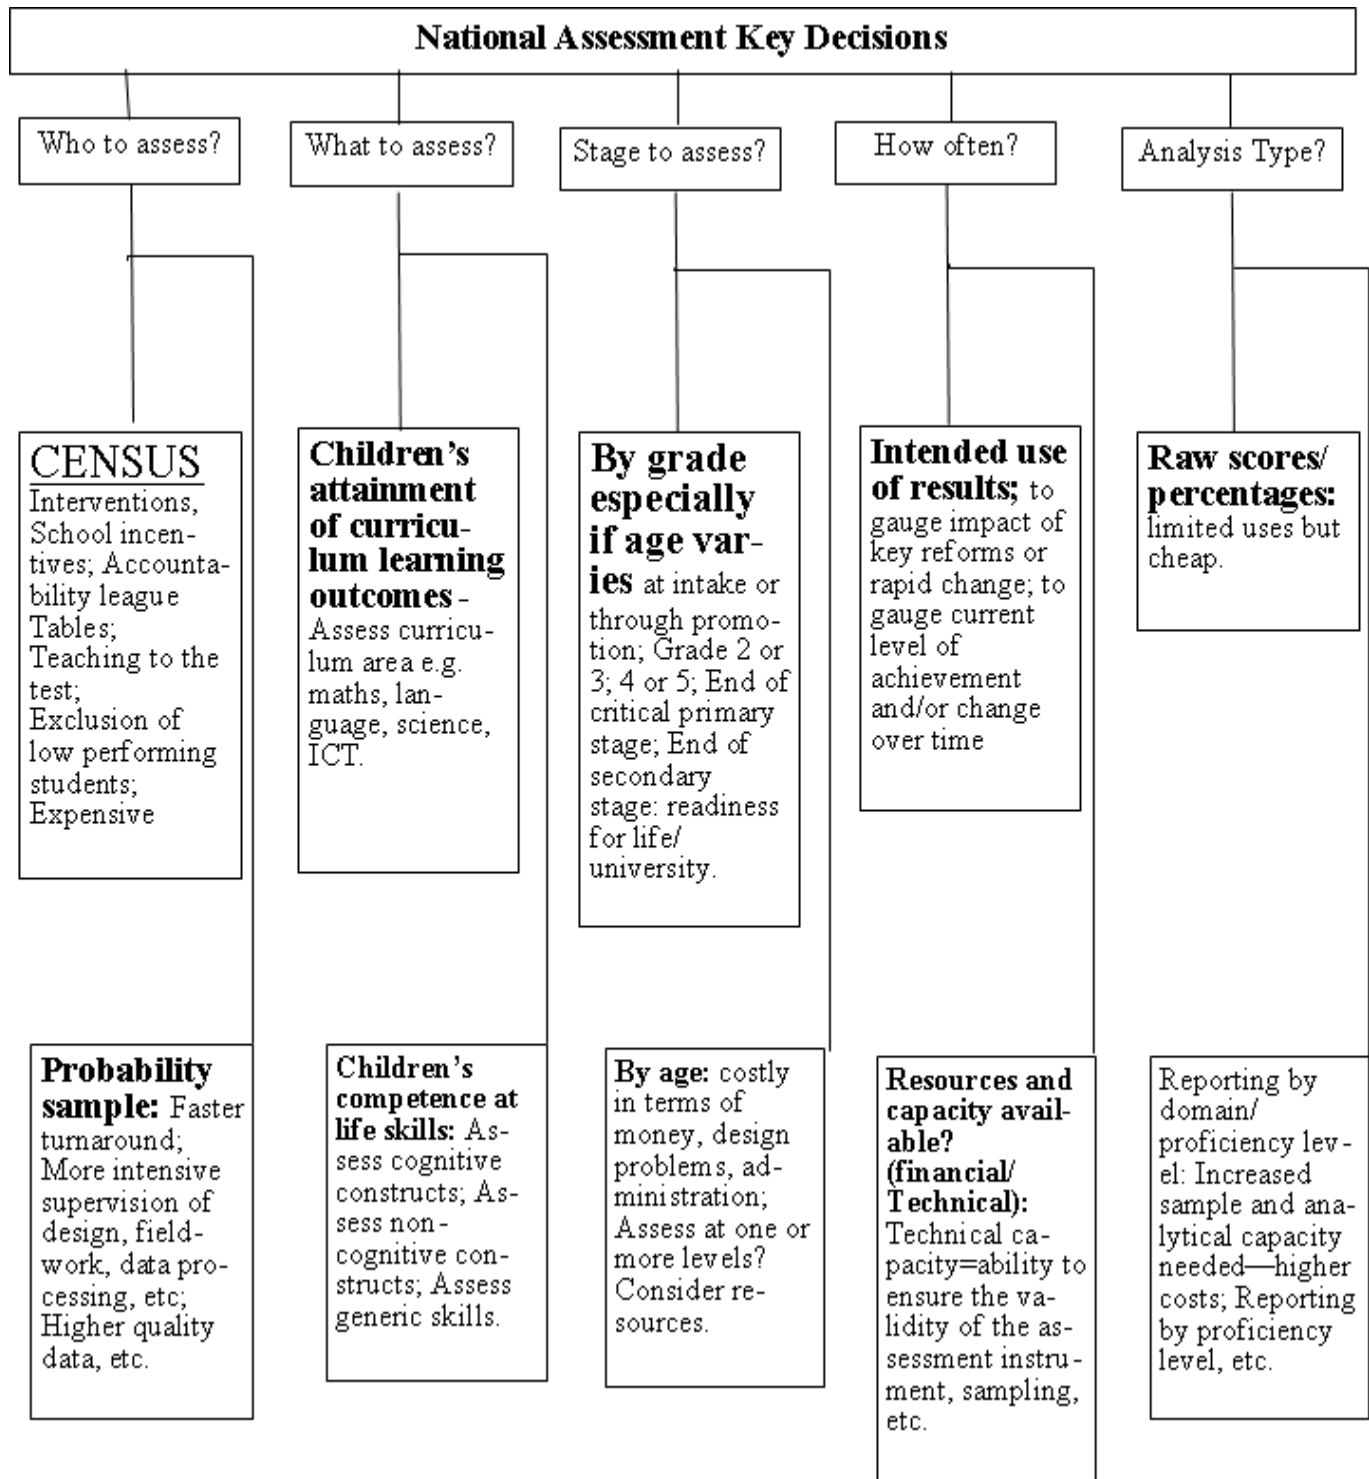 National Assessment Key Decisions
Who to assess?
What to assess?
Stage to assess?
How often?
Analysis Type?
CENSUS
Interventions,
School incen-
tives; Accounta-
bility league
Tables;
Teaching to the
test;
Exclusion of
low performing
students;
Expensive
Children's
attainment
of curricu-
lum learning
outcomes -
Assess curricu-
lum area e.g.
maths, lan-
guage, science,
ICT.
By grade
especially
if age var-
ies at intake or
through promo-
tion; Grade 2 or
3; 4 or 5; End of
critical primary
stage; End of
secondary
stage: readiness
for life/
university.
Intended use
of results; to
gauge impact of
key reforms or
rapid change; to
gauge current
level of
achievement
and/or change
over time
Raw scores/
percentages:
limited uses but
cheap.
Probability
sample: Faster
turnaround;
More intensive
supervision of
design, field-
work, data pro-
cessing, etc;
Higher quality
data, etc.
Children's
competence at
life skills: As-
sess cognitive
constructs; As-
sess non-
cognitive con-
structs; Assess
generic skills.
By age: costly
in terms of
money, design
problems, ad-
ministration;
Assess at one or
more levels?
Consider re-
sources.
Resources and
capacity avail-
able?
(financial/
Technical):
Technical ca-
pacity=ability to
ensure the va-
lidity of the as-
sessment instru-
ment, sampling,
etc.
Reporting by
domain/
proficiency lev-
el: Increased
sample and ana-
lytical capacity
needed—higher
costs; Reporting
by proficiency
level, etc.